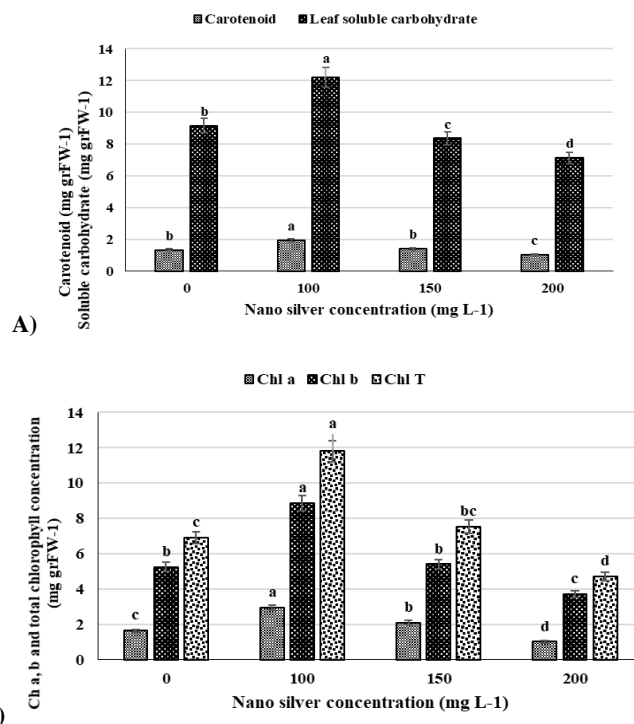 Carotenoid Leaf soluble carbohydrate
Carotenoid (mg grFW-1)
Soluble carbohydrate (mg grFW-1)
14
12
10
8
6
4
2
0
b
b
a
a
b
c
c
d
0 100 150 200
Nano silver concentration (mg L-1)
A)
Chl a Chl b Chl T
Ch a, b and total chlorophyll concentration
(mg grFW-1)
14
12
10
8
6
4
2
0
c
b
c
a
a
a
b
b
bc
d
c
d
0 100 150 200
Nano silver concentration (mg L-1)
)